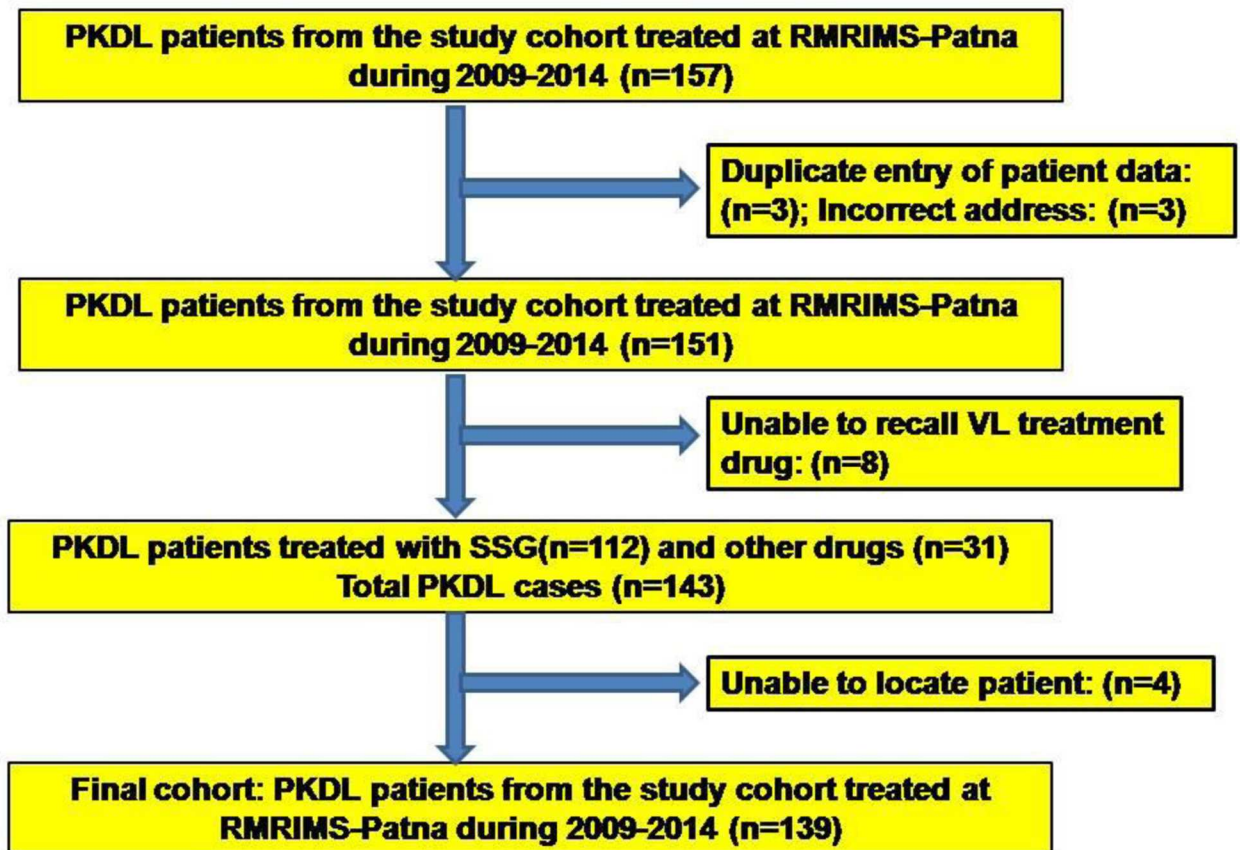 PKDL patients from the study cohort treated at RMRIMS-Patna
during 2009-2014 (n=157)
Duplicate entry of patient data:
(n=3); Incorrect address: (n=3)
PKDL patients from the study cohort treated at RMRIMS-Patna
during 2009-2014 (n=151)
Unable to recall VL treatment
drug: (n=8)
PKDL patients treated with SSG(n=112) and other drugs (n=31)
Total PKDL cases (n=143)
Unable to locate patient: (n=4)
Final cohort: PKDL patients from the study cohort treated at
RMRIMS-Patna during 2009-2014 (n=139)